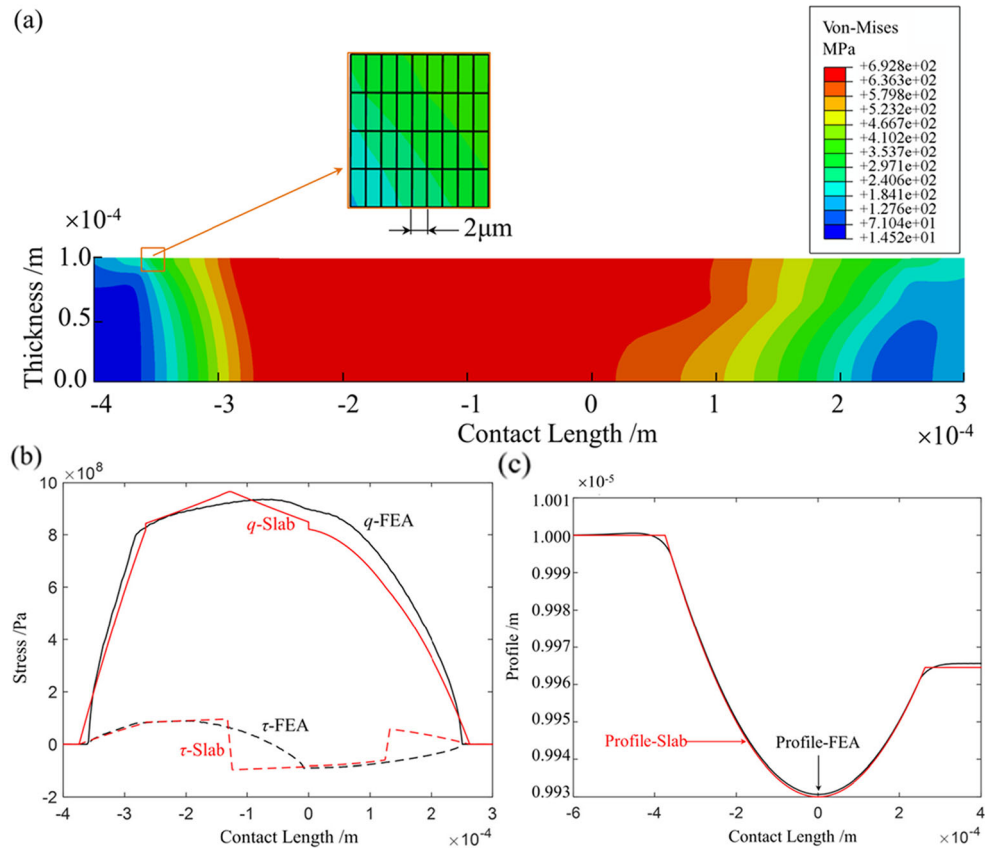 (a)
Von-Mises
MPa
+6.928e+02
+6.363e+02
+5.798e+02
+5.232e+02
+4.667e+02
+4.102e+02
+3.537e+02
+2.971e+02
+2.406e+02
+1.841e+02
+1.276e+02
+7.104e+01
+1.452e+01
2μm
×10⁻⁴
Thickness /m
1.0
0.5
0.0
-4 -3 -2 -1 0 1 2 3
×10⁻⁴
Contact Length /m
(b)
×10⁸
Stress /Pa
10
8
6
4
2
0
-2
q-Slab
q-FEA
τ-FEA
τ-Slab
-4 -3 -2 -1 0 1 2 3
Contact Length /m
×10⁻⁴
(c)
×10⁻⁵
Profile /m
1.001
1.000
0.999
0.998
0.997
0.996
0.995
0.994
0.993
Profile-Slab
Profile-FEA
-6 -4 -2 0 2 4
Contact Length /m
×10⁻⁴